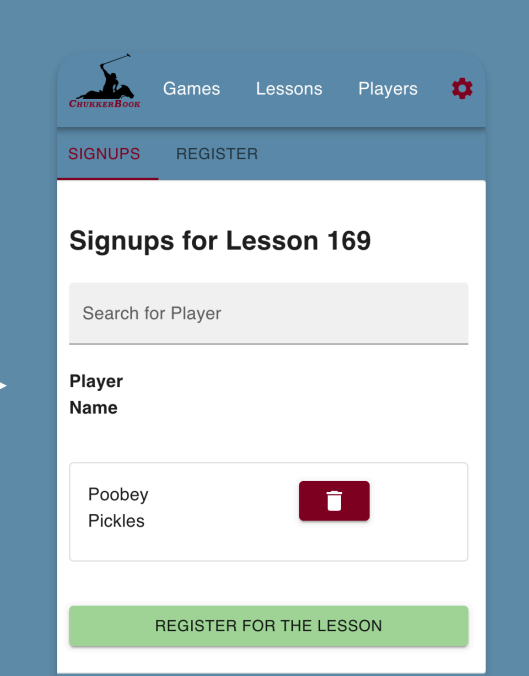 CHUKKERBOOK
Games Lessons Players
SIGNUPS REGISTER
Signups for Lesson 169
Search for Player
Player
Name
Poobey
Pickles
REGISTER FOR THE LESSON